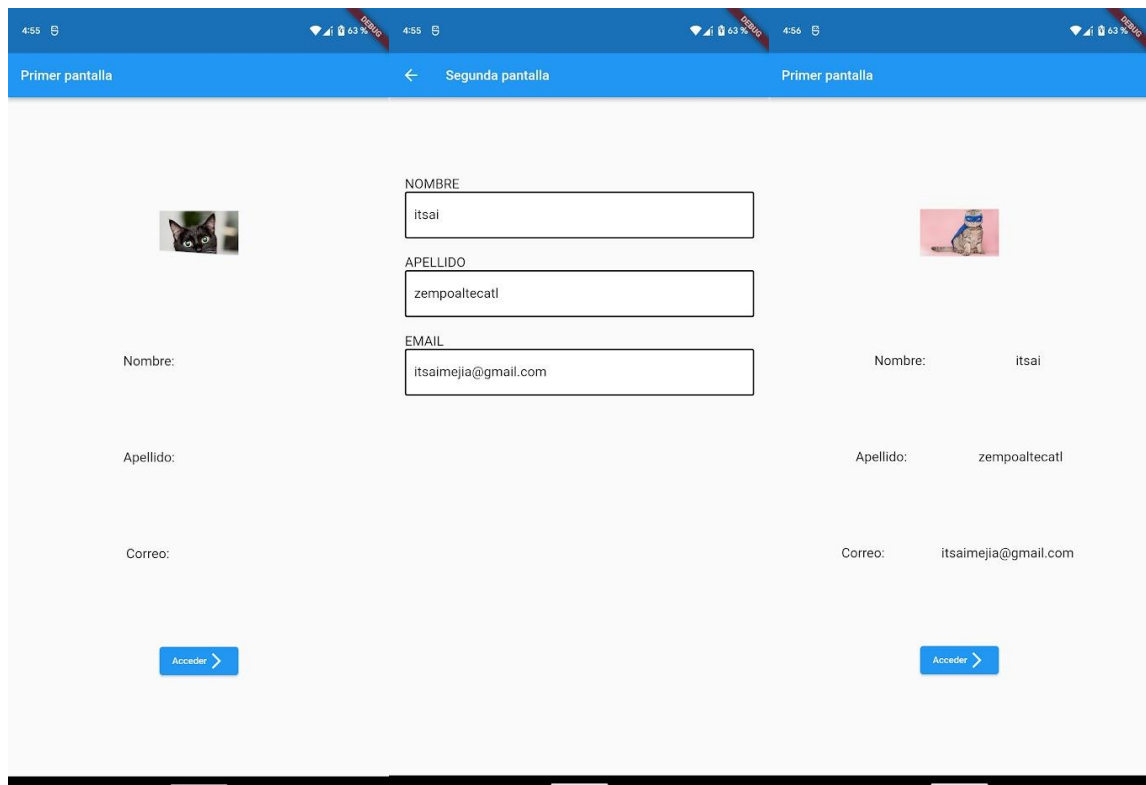 4:55
63 %
DEBUG
Primer pantalla
Nombre:
Apellido:
Correo:
Acceder
4:55
63 %
DEBUG
Segunda pantalla
NOMBRE
itsai
APELLIDO
zempoaltecatl
EMAIL
itsaimejia@gmail.com
4:56
63 %
DEBUG
Primer pantalla
Nombre: itsai
Apellido: zempoaltecatl
Correo: itsaimejia@gmail.com
Acceder